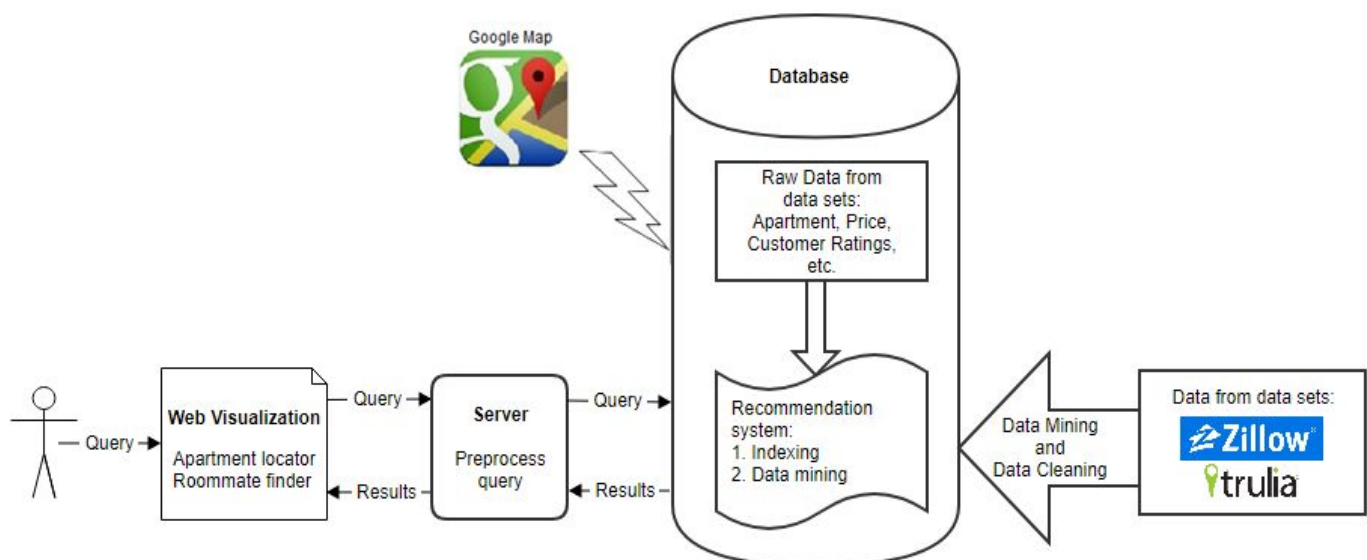 Google Map
g
Database
Raw Data from
data sets:
Apartment, Price,
Customer Ratings,
etc.
Query
Web Visualization
Apartment locator
Roommate finder
Query
Results
Server
Preprocess
query
Query
Results
Recommendation
system:
1. Indexing
2. Data mining
Data Mining
and
Data Cleaning
Data from data sets:
Zillow
trulia